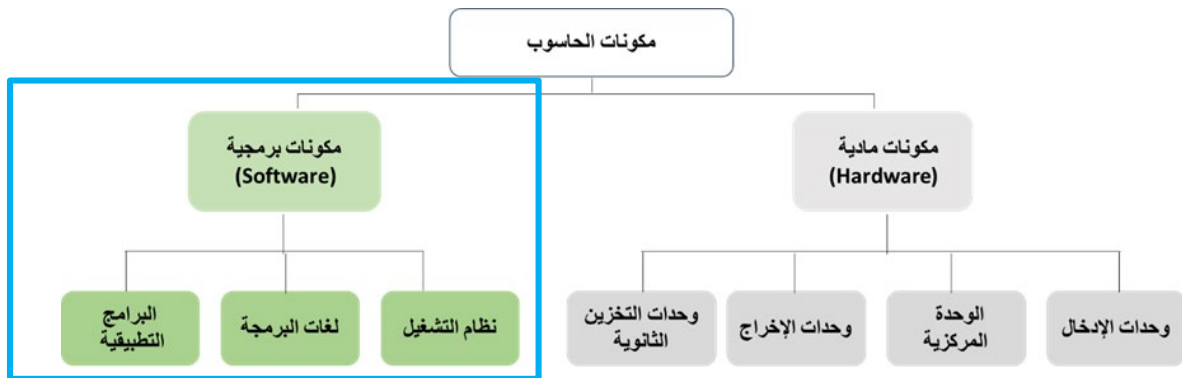 مكونات الحاسوب
مكونات مادية
(Hardware)
مكونات برمجية
(Software)
وحدات الإدخال
الوحدة
المركزية
وحدات الإخراج
وحدات التخزين
الثانوية
نظام التشغيل
لغات البرمجة
البرامج
التطبيقية